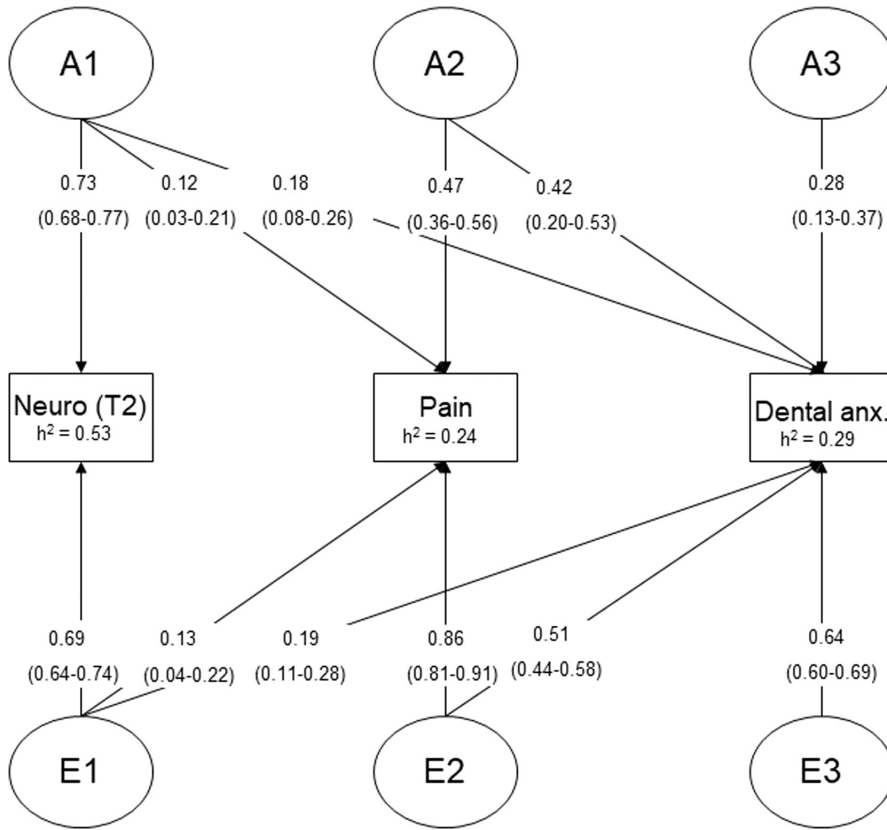 A1 A2 A3
0.73 0.12 0.18 0.47 0.42 0.28
(0.68-0.77) (0.03-0.21) (0.08-0.26) (0.36-0.56) (0.20-0.53) (0.13-0.37)
Neuro (T2) Pain Dental anx.
h² = 0.53 h² = 0.24 h² = 0.29
0.69 0.13 0.19 0.86 0.51 0.64
(0.64-0.74) (0.04-0.22) (0.11-0.28) (0.81-0.91) (0.44-0.58) (0.60-0.69)
E1 E2 E3